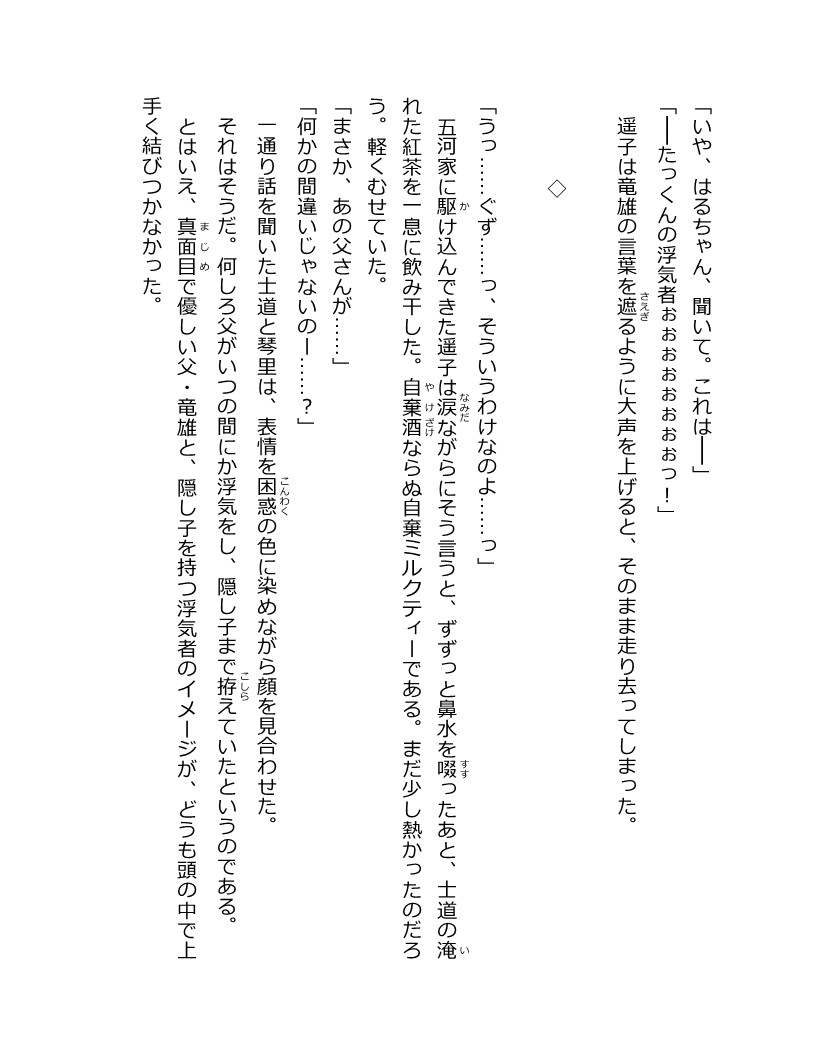 「いや、はるちゃん、聞いて。これは――」
「――たっくんの浮気者ぉぉぉぉぉぉぉぉっ！」
遥子は竜雄の言葉を遮るように大声を上げると、そのまま走り去ってしまった。
◇
「うっ……ぐず……っ、そういうわけなのよ……っ」
五河家に駆け込んできた遥子は涙ながらにそう言うと、ずずっと鼻水を啜ったあと、士道の淹
れた紅茶を一息に飲み干した。自棄酒ならぬ自棄ミルクティーである。まだ少し熱かったのだろ
う。軽くむせていた。
「まさか、あの父さんが……」
「何かの間違いじゃないのー……？」
一通り話を聞いた士道と琴里は、表情を困惑の色に染めながら顔を見合わせた。
それはそうだ。何しろ父がいつの間にか浮気をし、隠し子まで拵えていたというのである。
とはいえ、真面目で優しい父・竜雄と、隠し子を持つ浮気者のイメージが、どうも頭の中で上
手く結びつかなかった。